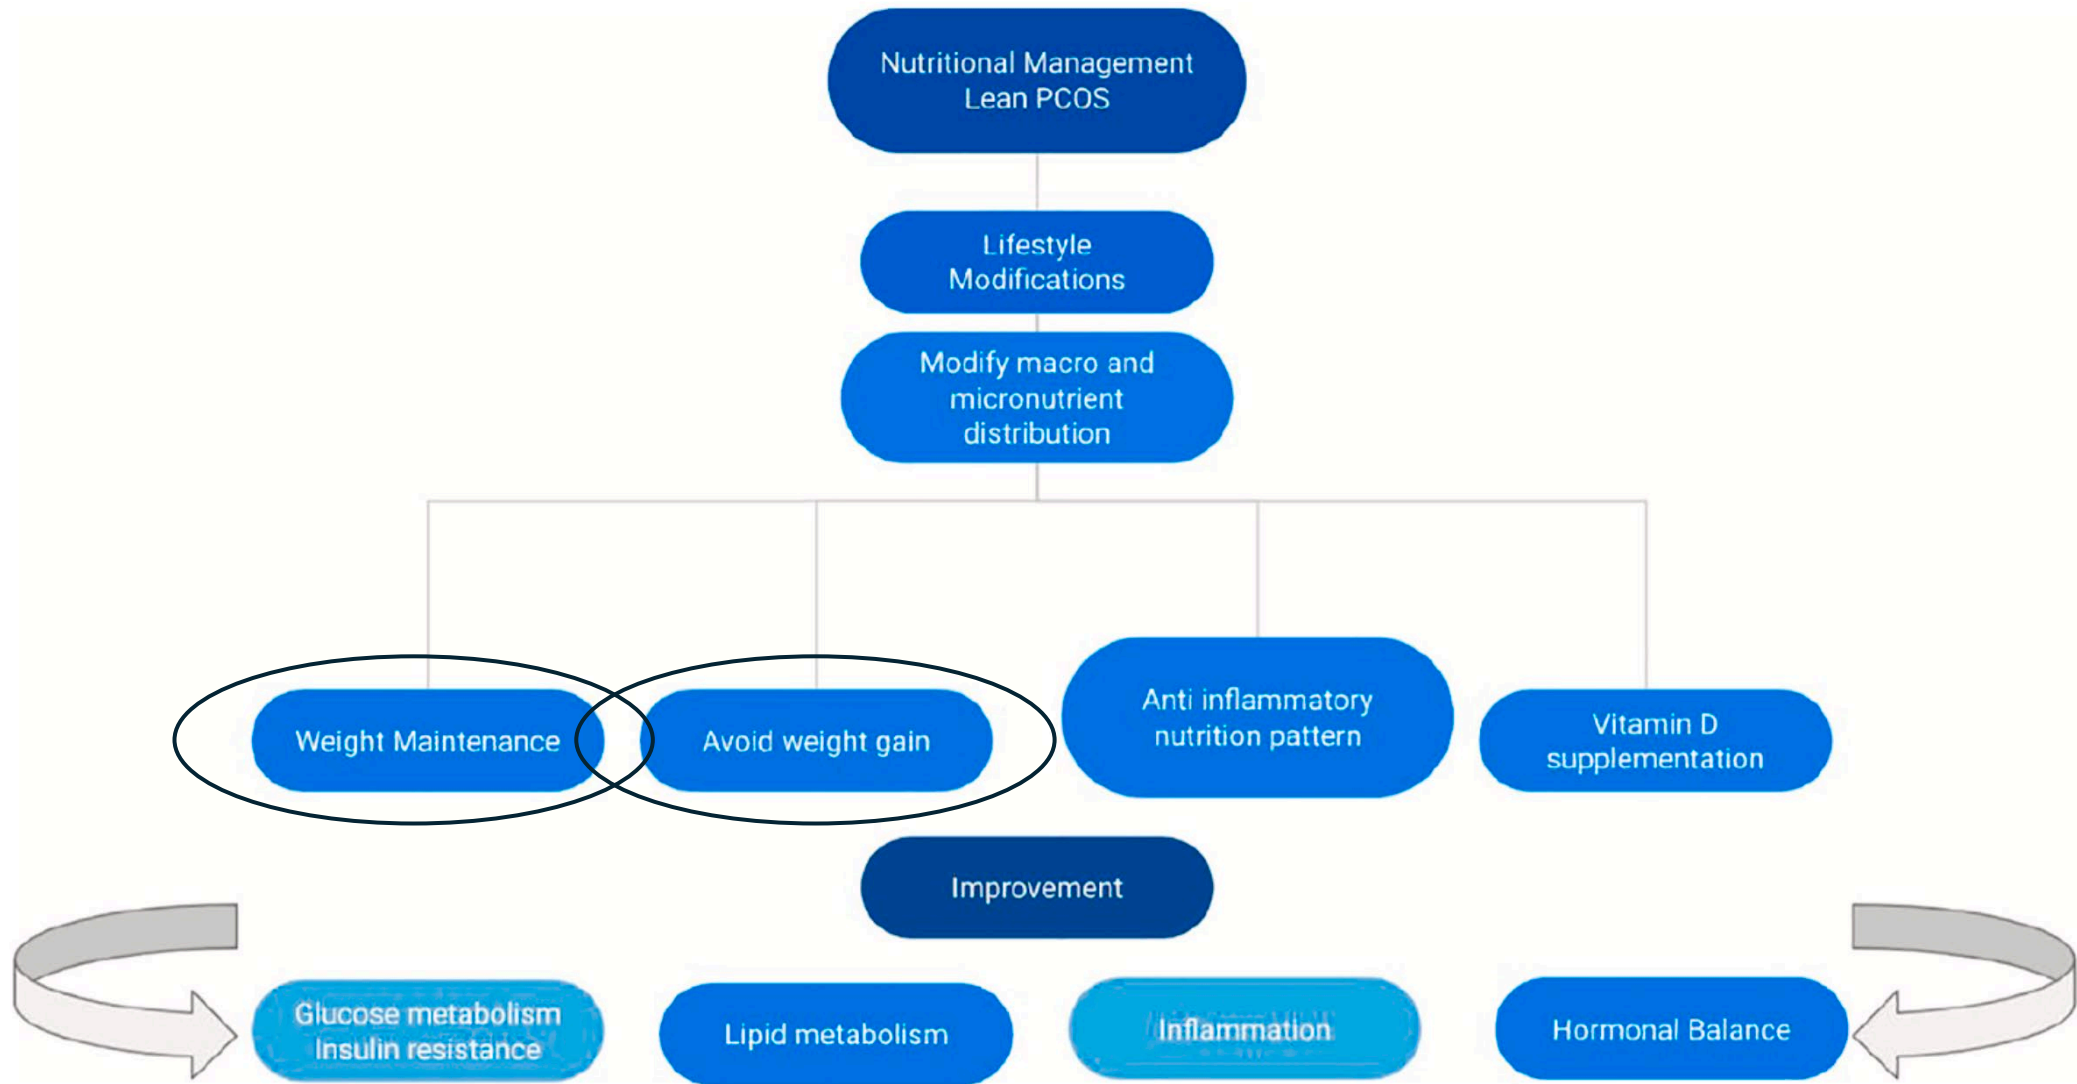 Nutritional Management
Lean PCOS
Lifestyle
Modifications
Modify macro and
micronutrient
distribution
Weight Maintenance
Avoid weight gain
Anti inflammatory
nutrition pattern
Vitamin D
supplementation
Improvement
Glucose metabolism
Insulin resistance
Lipid metabolism
Inflammation
Hormonal Balance